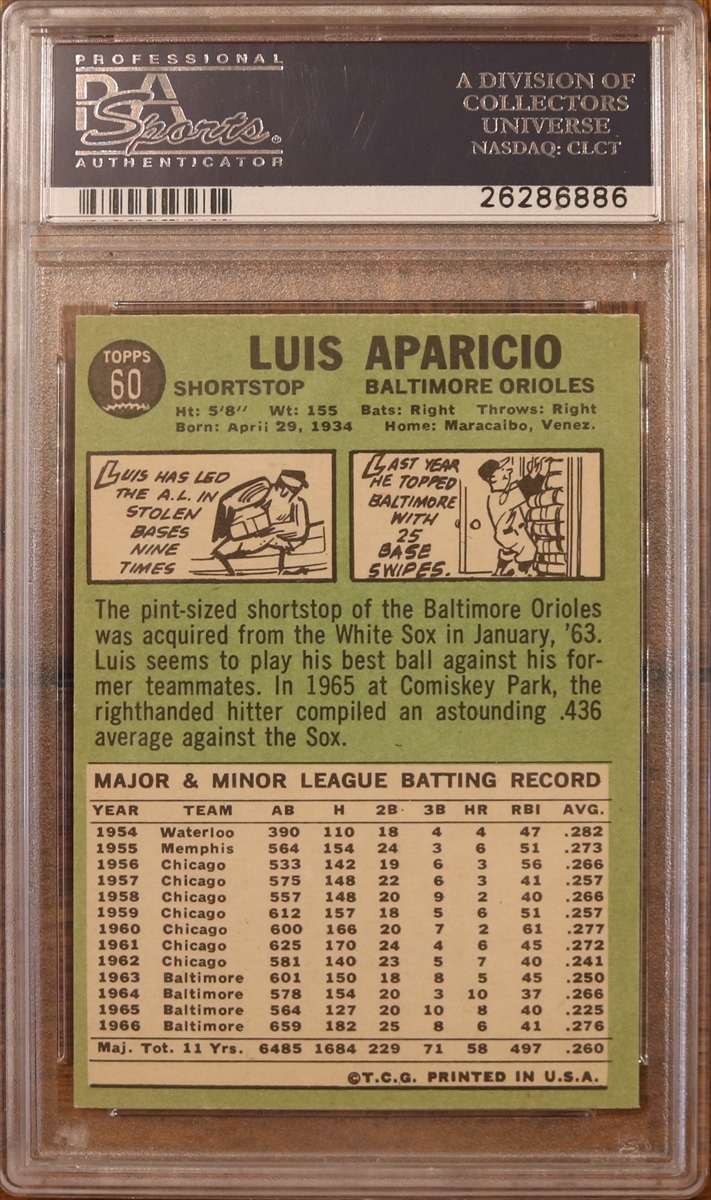 PROFESSIONAL
PSA
Sports®
AUTHENTICATOR
A DIVISION OF
COLLECTORS
UNIVERSE
NASDAQ: CLCT
26286886
TOPPS
60
LUIS APARICIO
SHORTSTOP BALTIMORE ORIOLES
Ht: 5'8'' Wt: 155 Bats: Right Throws: Right
Born: April 29, 1934 Home: Maracaibo, Venez.
LUIS HAS LED
THE A.L. IN
STOLEN
BASES
NINE
TIMES
LAST YEAR
HE TOPPED
BALTIMORE
WITH
25
BASE
SWIPES.
The pint-sized shortstop of the Baltimore Orioles
was acquired from the White Sox in January, '63.
Luis seems to play his best ball against his for-
mer teammates. In 1965 at Comiskey Park, the
righthanded hitter compiled an astounding .436
average against the Sox.
MAJOR & MINOR LEAGUE BATTING RECORD
YEAR TEAM AB H 2B 3B HR RBI AVG.
1954 Waterloo 390 110 18 4 4 47 .282
1955 Memphis 564 154 24 3 6 51 .273
1956 Chicago 533 142 19 6 3 56 .266
1957 Chicago 575 148 22 6 3 41 .257
1958 Chicago 557 148 20 9 2 40 .266
1959 Chicago 612 157 18 5 6 51 .257
1960 Chicago 600 166 20 7 2 61 .277
1961 Chicago 625 170 24 4 6 45 .272
1962 Chicago 581 140 23 5 7 40 .241
1963 Baltimore 601 150 18 8 5 45 .250
1964 Baltimore 578 154 20 3 10 37 .266
1965 Baltimore 564 127 20 10 8 40 .225
1966 Baltimore 659 182 25 8 6 41 .276
Maj. Tot. 11 Yrs. 6485 1684 229 71 58 497 .260
©T.C.G. PRINTED IN U.S.A.